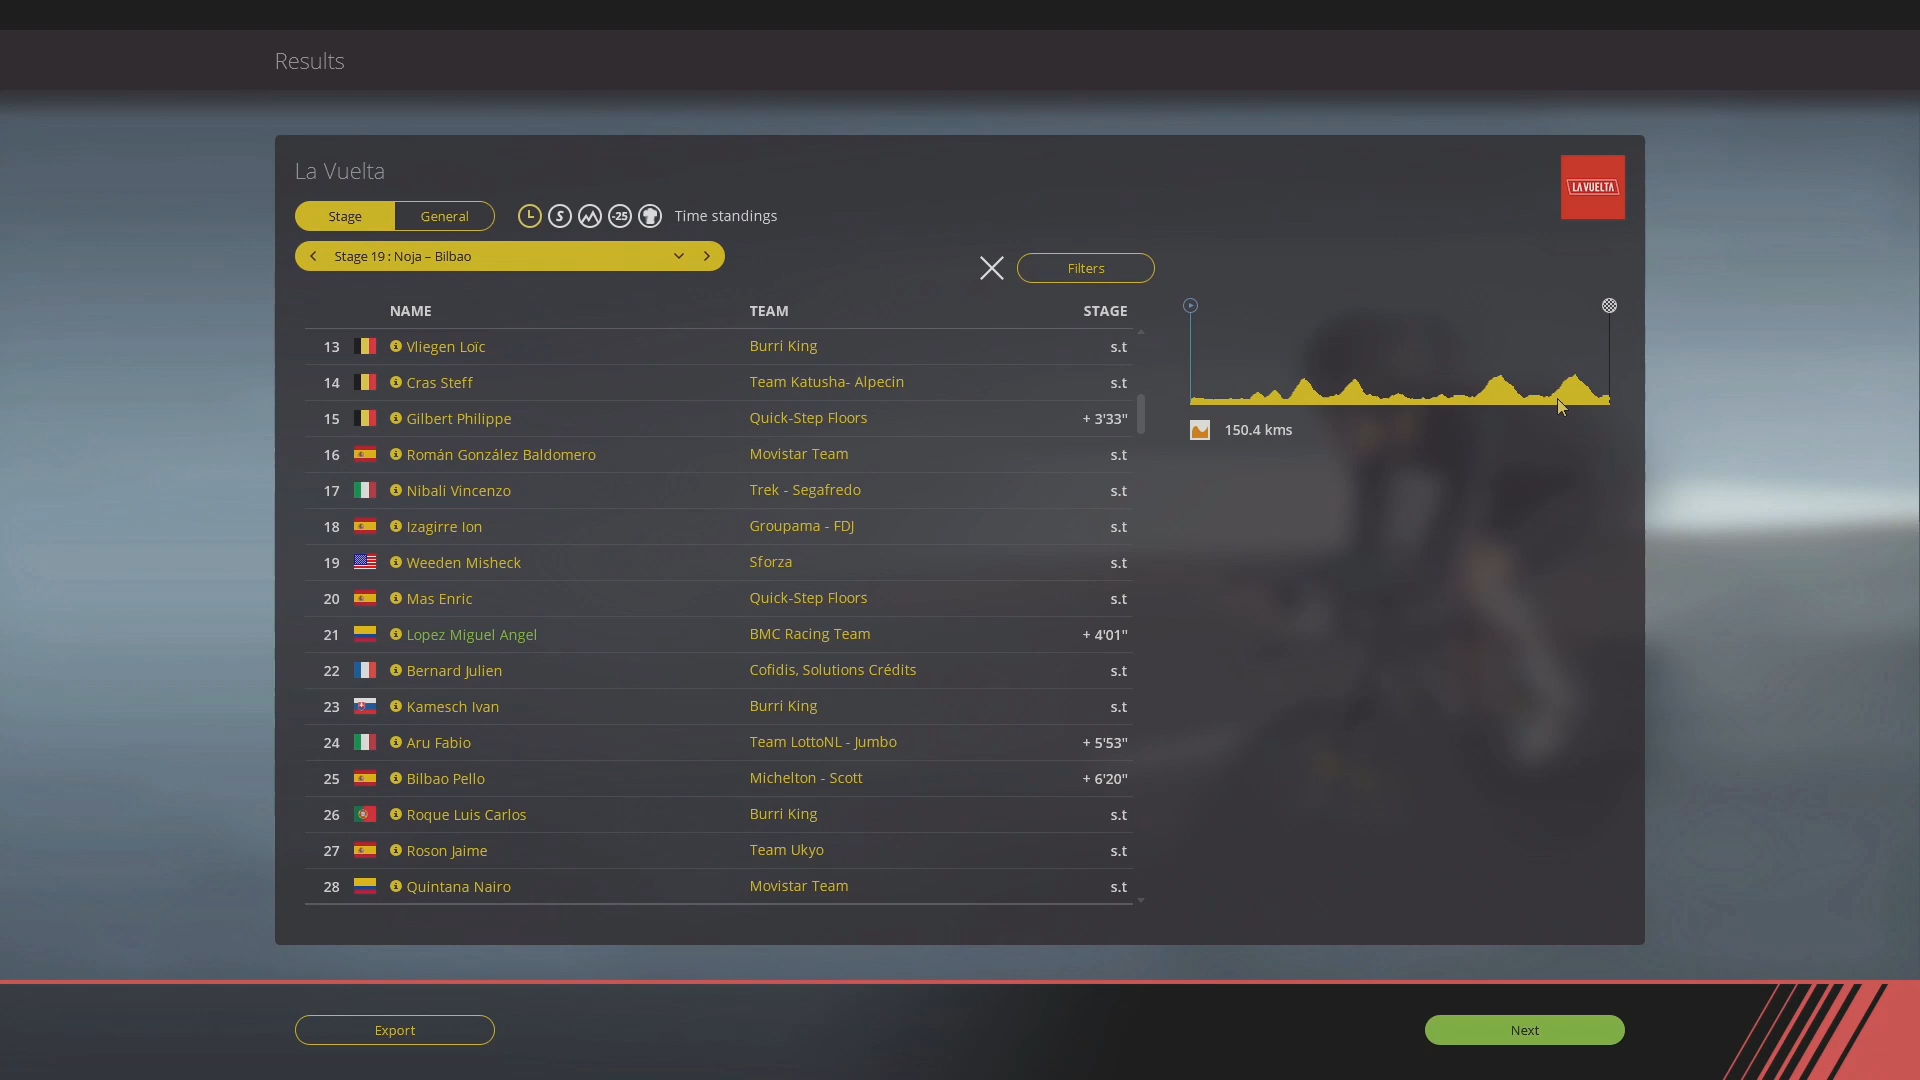 Results
La Vuelta
LA VUELTA
Stage General S -25 Time standings
Stage 19 : Noja – Bilbao
Filters
NAME TEAM STAGE
13 Vliegen Loïc Burri King s.t
14 Cras Steff Team Katusha- Alpecin s.t
15 Gilbert Philippe Quick-Step Floors + 3'33"
16 Román González Baldomero Movistar Team s.t
17 Nibali Vincenzo Trek - Segafredo s.t
18 Izagirre Ion Groupama - FDJ s.t
19 Weeden Misheck Sforza s.t
20 Mas Enric Quick-Step Floors s.t
21 Lopez Miguel Angel BMC Racing Team + 4'01"
22 Bernard Julien Cofidis, Solutions Crédits s.t
23 Kamesch Ivan Burri King s.t
24 Aru Fabio Team LottoNL - Jumbo + 5'53"
25 Bilbao Pello Michelton - Scott + 6'20"
26 Roque Luis Carlos Burri King s.t
27 Roson Jaime Team Ukyo s.t
28 Quintana Nairo Movistar Team s.t
150.4 kms
Export
Next